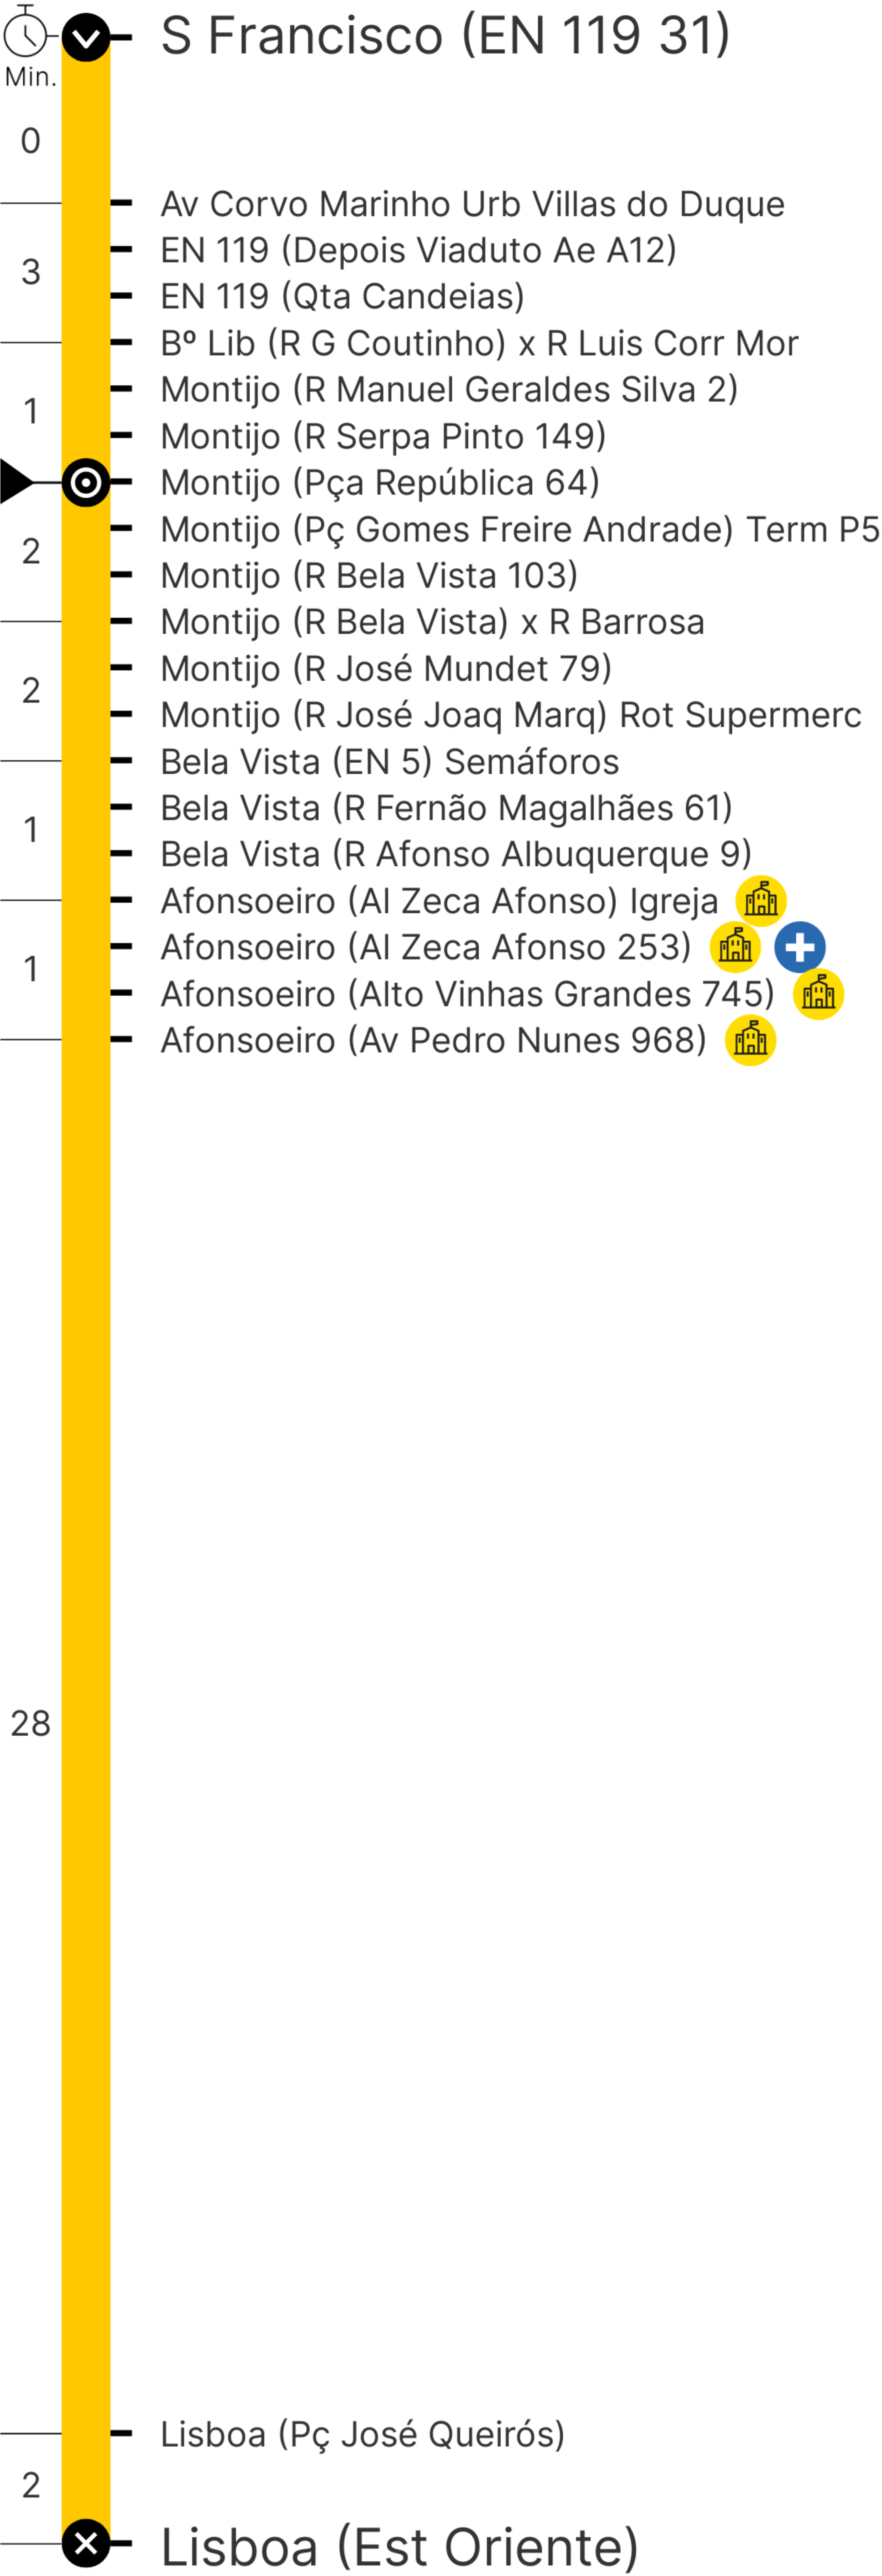 S Francisco (EN 119 31)
Min.
0
Av Corvo Marinho Urb Villas do Duque
EN 119 (Depois Viaduto Ae A12)
3
EN 119 (Qta Candeias)
Bº Lib (R G Coutinho) x R Luis Corr Mor
Montijo (R Manuel Geraldes Silva 2)
1
Montijo (R Serpa Pinto 149)
Montijo (Pça República 64)
Montijo (Pç Gomes Freire Andrade) Term P5
2
Montijo (R Bela Vista 103)
Montijo (R Bela Vista) x R Barrosa
Montijo (R José Mundet 79)
2
Montijo (R José Joaq Marq) Rot Supermerc
Bela Vista (EN 5) Semáforos
Bela Vista (R Fernão Magalhães 61)
1
Bela Vista (R Afonso Albuquerque 9)
Afonsoeiro (Al Zeca Afonso) Igreja
Afonsoeiro (Al Zeca Afonso 253)
1
Afonsoeiro (Alto Vinhas Grandes 745)
Afonsoeiro (Av Pedro Nunes 968)
28
Lisboa (Pç José Queirós)
2
Lisboa (Est Oriente)